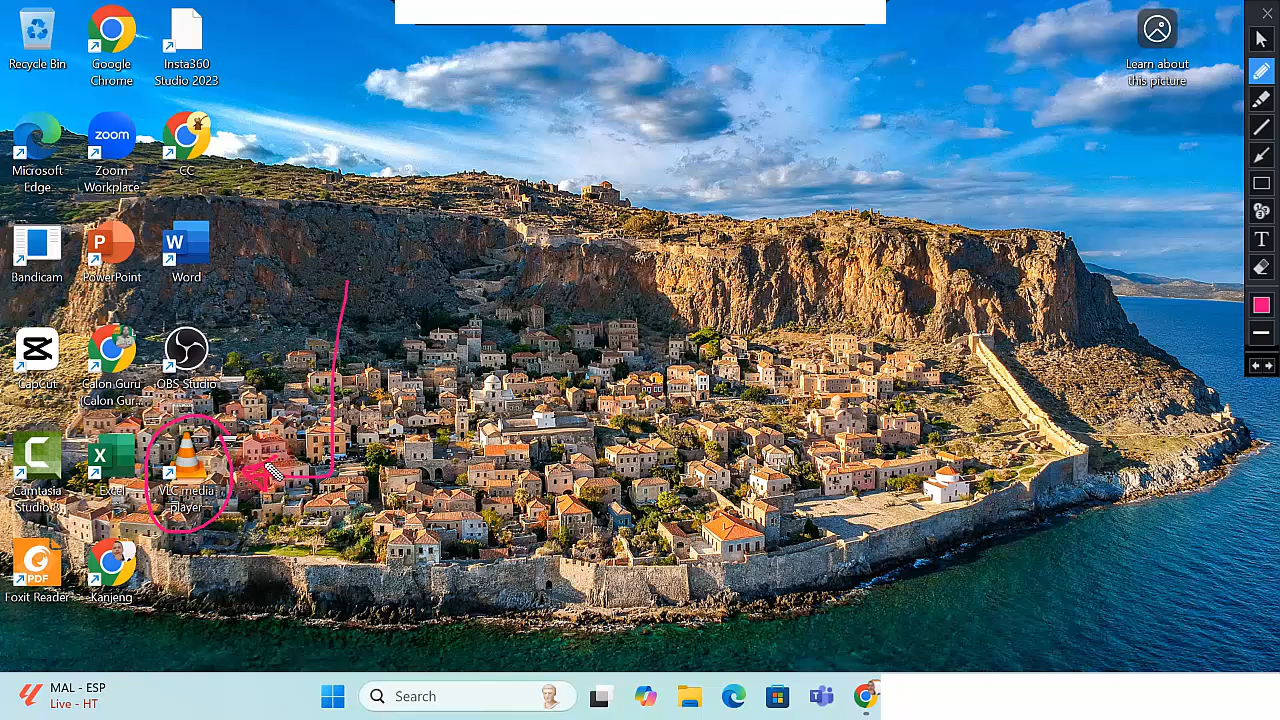 Recycle Bin
Google
Chrome
Insta360
Studio 2023
Learn about
this picture
Microsoft
Edge
zoom
Zoom
Workplace
CC
Bandicam
P
PowerPoint
W
Word
CapCut
Calon Guru
(Calon Gur...
OBS Studio
Camtasia
X
Excel
VLC media
player
PDF
Foxit Reader
Kanjeng
T
MAL - ESP
Live - HT
Search